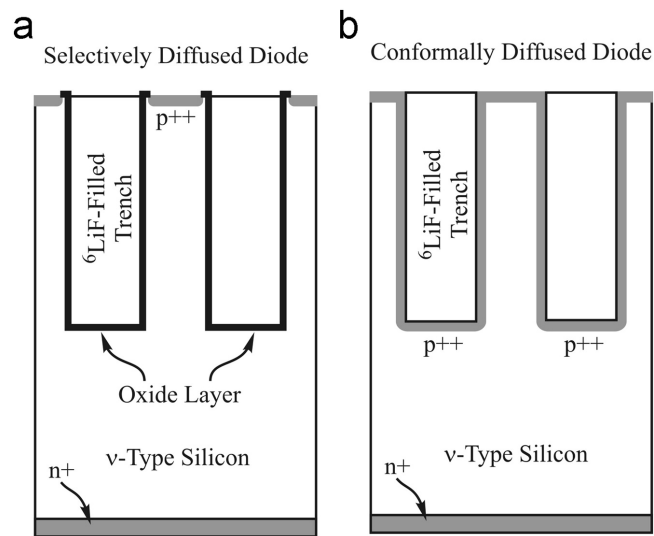 a
Selectively Diffused Diode
p++
⁶LiF-Filled
Trench
Oxide Layer
ν-Type Silicon
n+
b
Conformally Diffused Diode
⁶LiF-Filled
Trench
p++
p++
ν-Type Silicon
n+